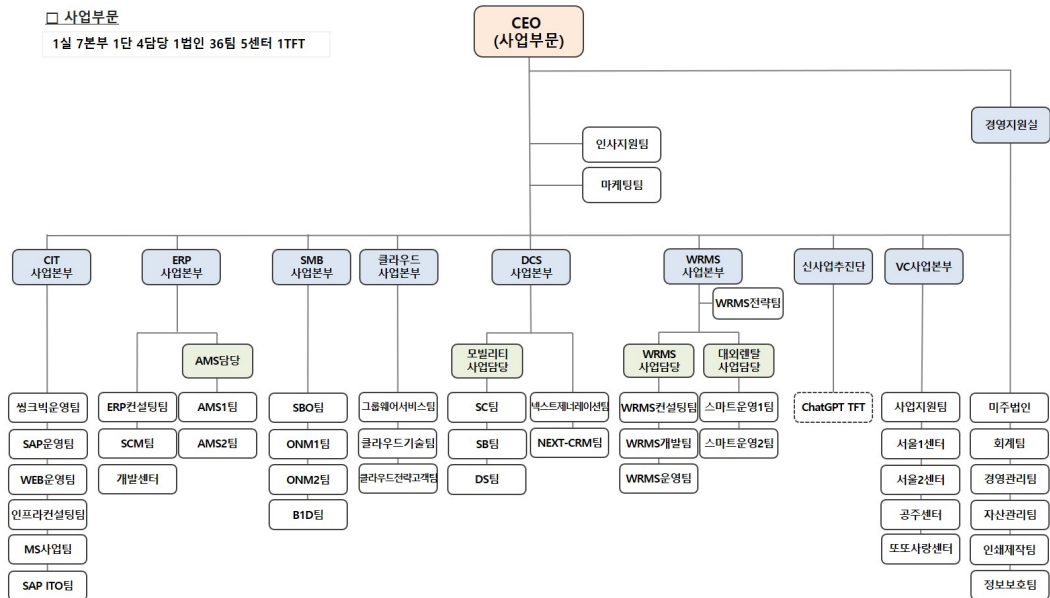 □ 사업부문
1실 7본부 1단 4담당 1법인 36팀 5센터 1TFT
CEO
(사업부문)
경영지원실
인사지원팀
마케팅팀
CIT
사업본부
ERP
사업본부
SMB
사업본부
클라우드
사업본부
DCS
사업본부
WRMS
사업본부
신사업추진단
VC사업본부
WRMS전략팀
AMS담당
모빌리티
사업담당
WRMS
사업담당
대외렌탈
사업담당
씽크빅운영팀
ERP컨설팅팀
AMS1팀
SBO팀
그룹웨어서비스팀
SC팀
넥스트제너레이션팀
WRMS컨설팅팀
스마트운영1팀
ChatGPT TFT
사업지원팀
미주법인
SAP운영팀
SCM팀
AMS2팀
ONM1팀
클라우드기술팀
SB팀
NEXT-CRM팀
WRMS개발팀
스마트운영2팀
서울1센터
회계팀
WEB운영팀
개발센터
ONM2팀
클라우드전략고객팀
DS팀
WRMS운영팀
서울2센터
경영관리팀
인프라컨설팅팀
B1D팀
공주센터
자산관리팀
MS사업팀
또또사랑센터
인쇄제작팀
SAP ITO팀
정보보호팀